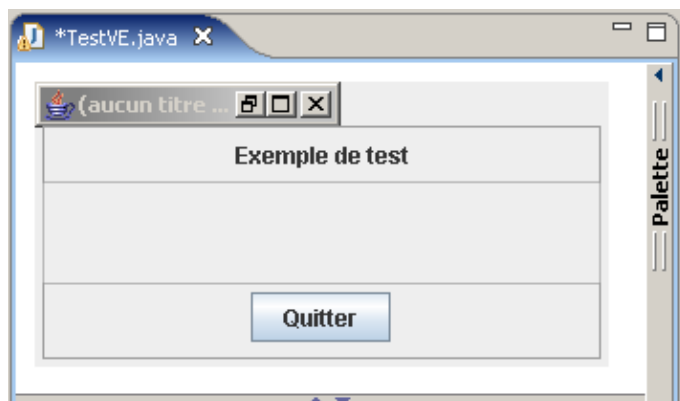 *TestVE.java
(aucun titre ...
Exemple de test
Quitter
Palette